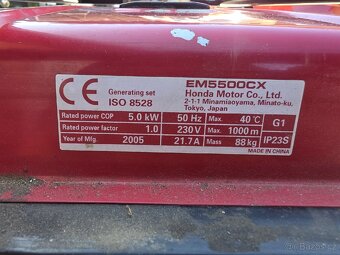 CE
Generating set
ISO 8528
EM5500CX
Honda Motor Co., Ltd.
2-1-1 Minamiaoyama, Minato-ku,
Tokyo, Japan
Rated power COP 5.0 kW 50 Hz Max. 40℃ G1
Rated power factor 1.0 230 V Max. 1000 m
Year of Mfg. 2005 21.7 A Mass 88 kg IP23S
MADE IN CHINA